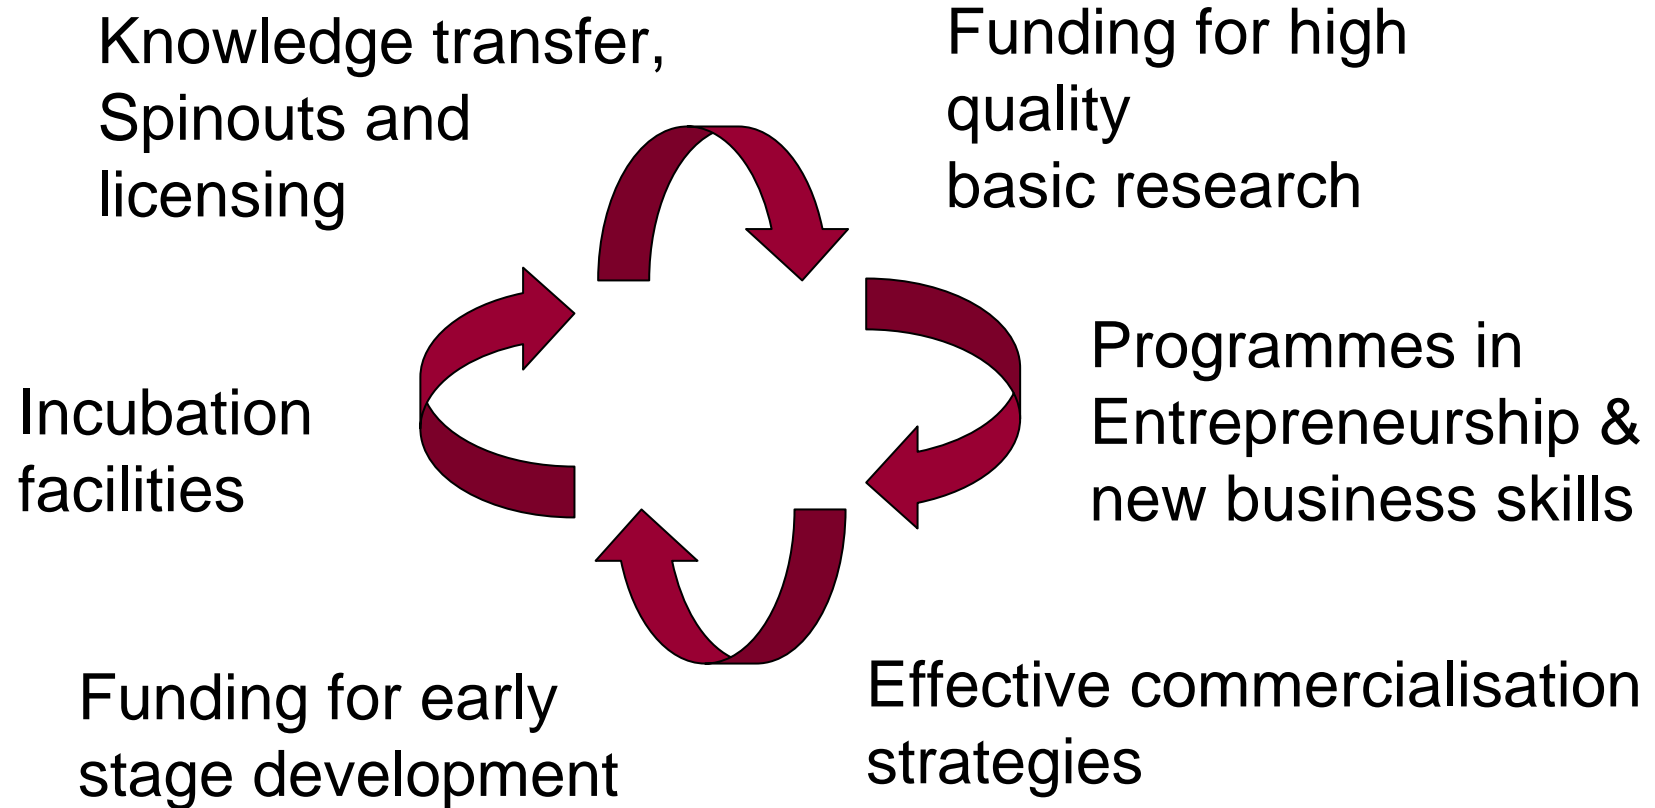 Knowledge transfer,
Spinouts and
licensing
Funding for high
quality
basic research
Programmes in
Entrepreneurship &
new business skills
Incubation
facilities
Effective commercialisation
strategies
Funding for early
stage development